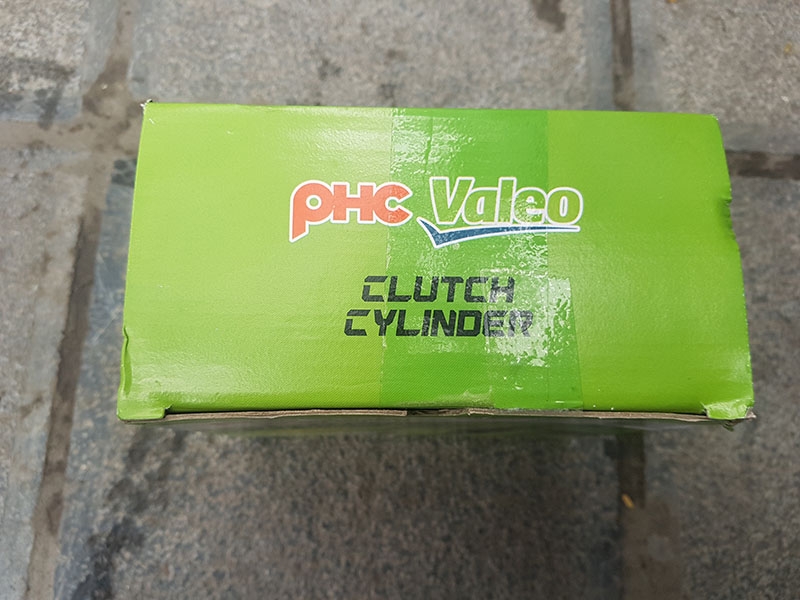 PHC Valeo
CLUTCH
CYLINDER